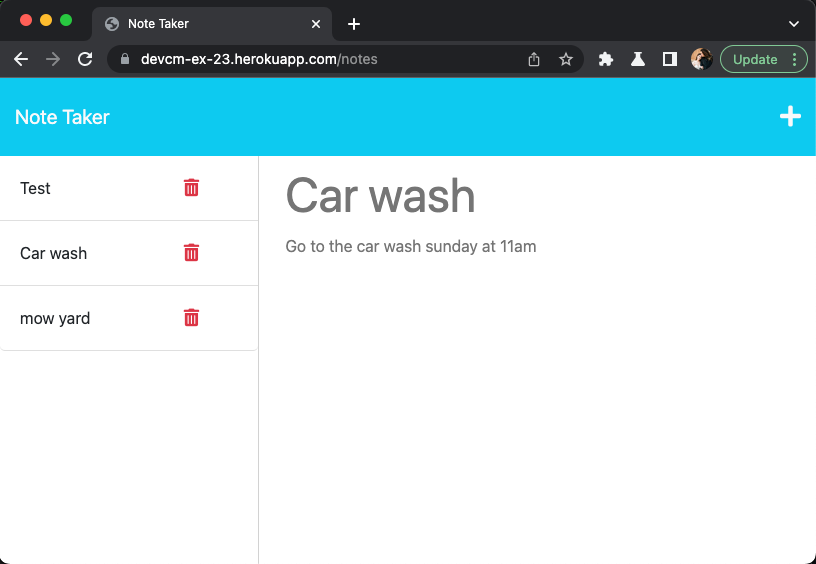 Note Taker
devcm-ex-23.herokuapp.com/notes
Update
Note Taker
Test
Car wash
mow yard
Car wash
Go to the car wash sunday at 11am